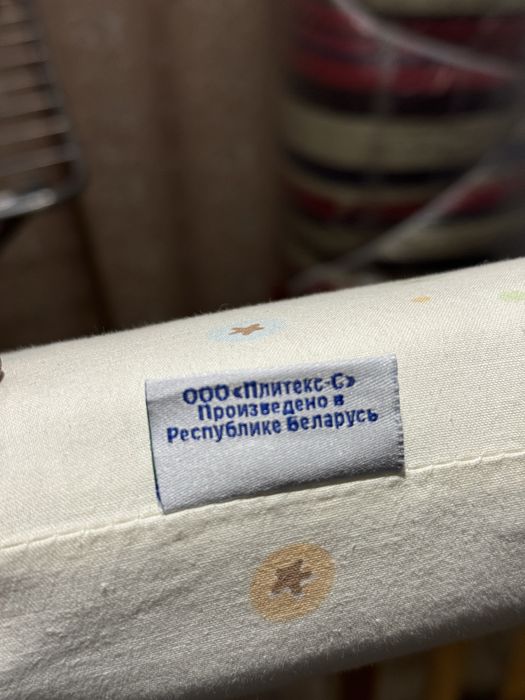 ООО «Плитекс-С»
Произведено в
Республике Беларусь